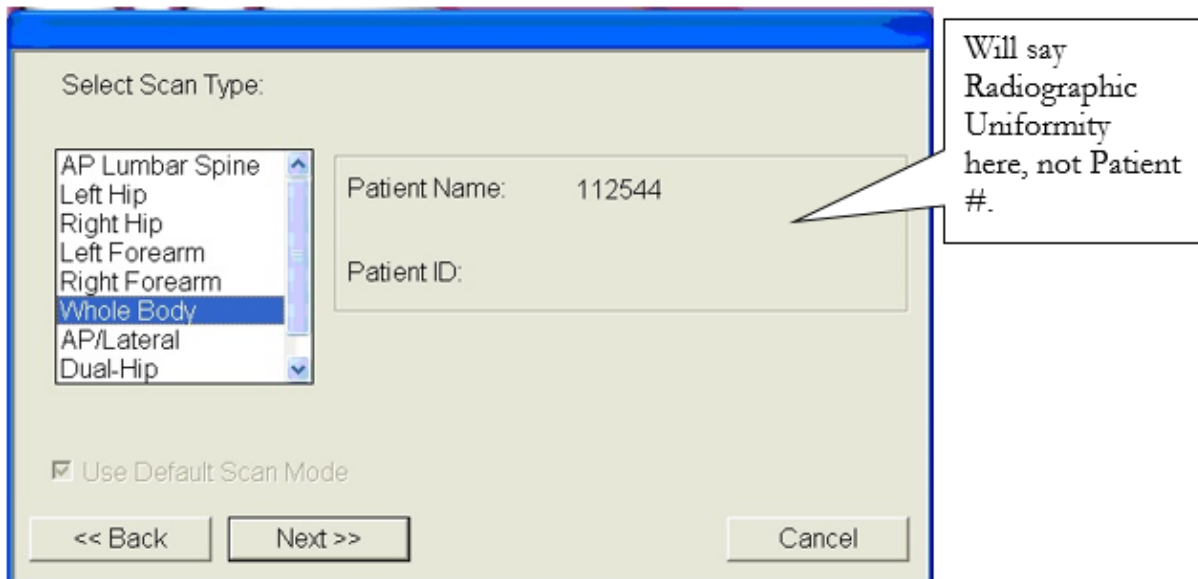 Select Scan Type:
AP Lumbar Spine
Left Hip
Right Hip
Left Forearm
Right Forearm
Whole Body
AP/Lateral
Dual-Hip
Patient Name: 112544
Patient ID:
Use Default Scan Mode
<< Back
Next >>
Cancel
Will say
Radiographic
Uniformity
here, not Patient
#.